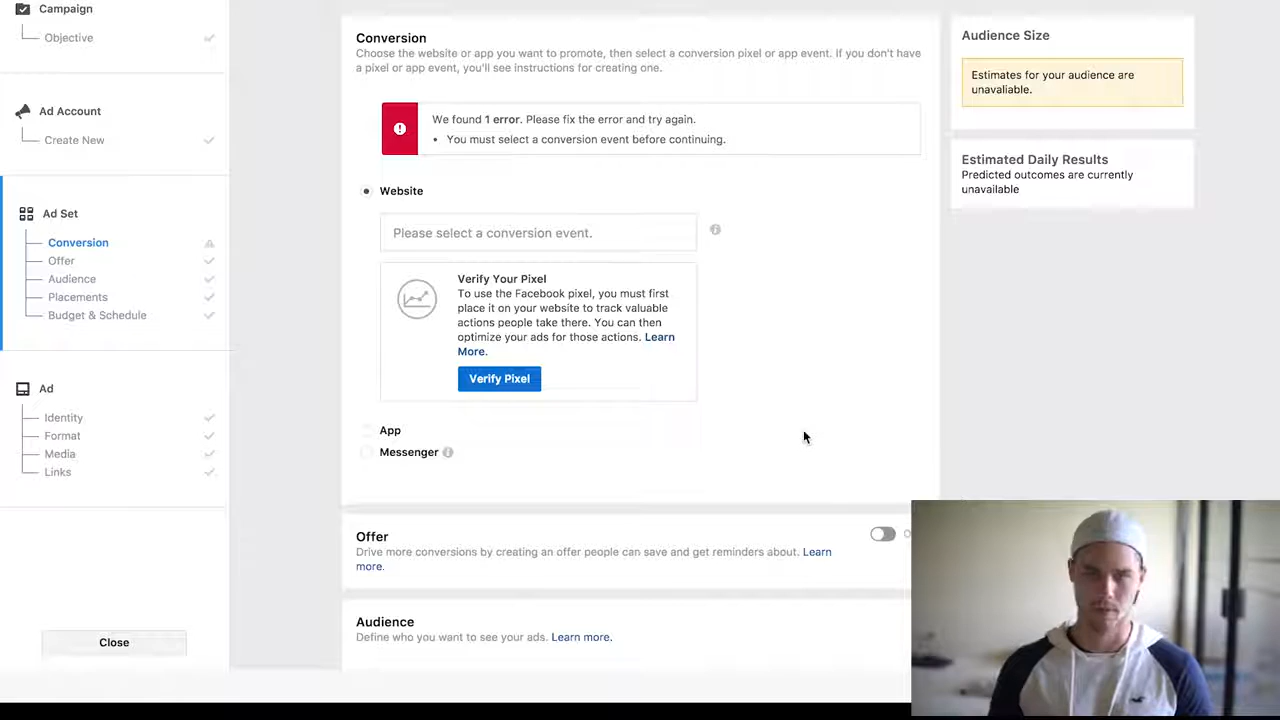 Campaign
Objective
Ad Account
Create New
Ad Set
Conversion
Offer
Audience
Placements
Budget & Schedule
Ad
Identity
Format
Media
Links
Close
Conversion
Choose the website or app you want to promote, then select a conversion pixel or app event. If you don't have
a pixel or app event, you'll see instructions for creating one.
We found 1 error. Please fix the error and try again.
• You must select a conversion event before continuing.
Website
Please select a conversion event.
Verify Your Pixel
To use the Facebook pixel, you must first
place it on your website to track valuable
actions people take there. You can then
optimize your ads for those actions. Learn
More.
Verify Pixel
App
Messenger
Offer
Drive more conversions by creating an offer people can save and get reminders about. Learn
more.
Audience
Define who you want to see your ads. Learn more.
Audience Size
Estimates for your audience are
unavaliable.
Estimated Daily Results
Predicted outcomes are currently
unavailable